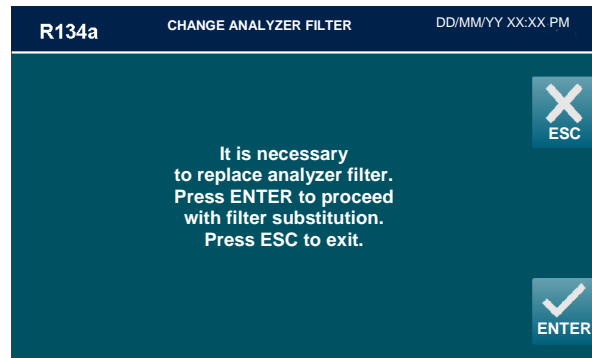 R134a
CHANGE ANALYZER FILTER
DD/MM/YY XX:XX PM
ESC
It is necessary
to replace analyzer filter.
Press ENTER to proceed
with filter substitution.
Press ESC to exit.
ENTER